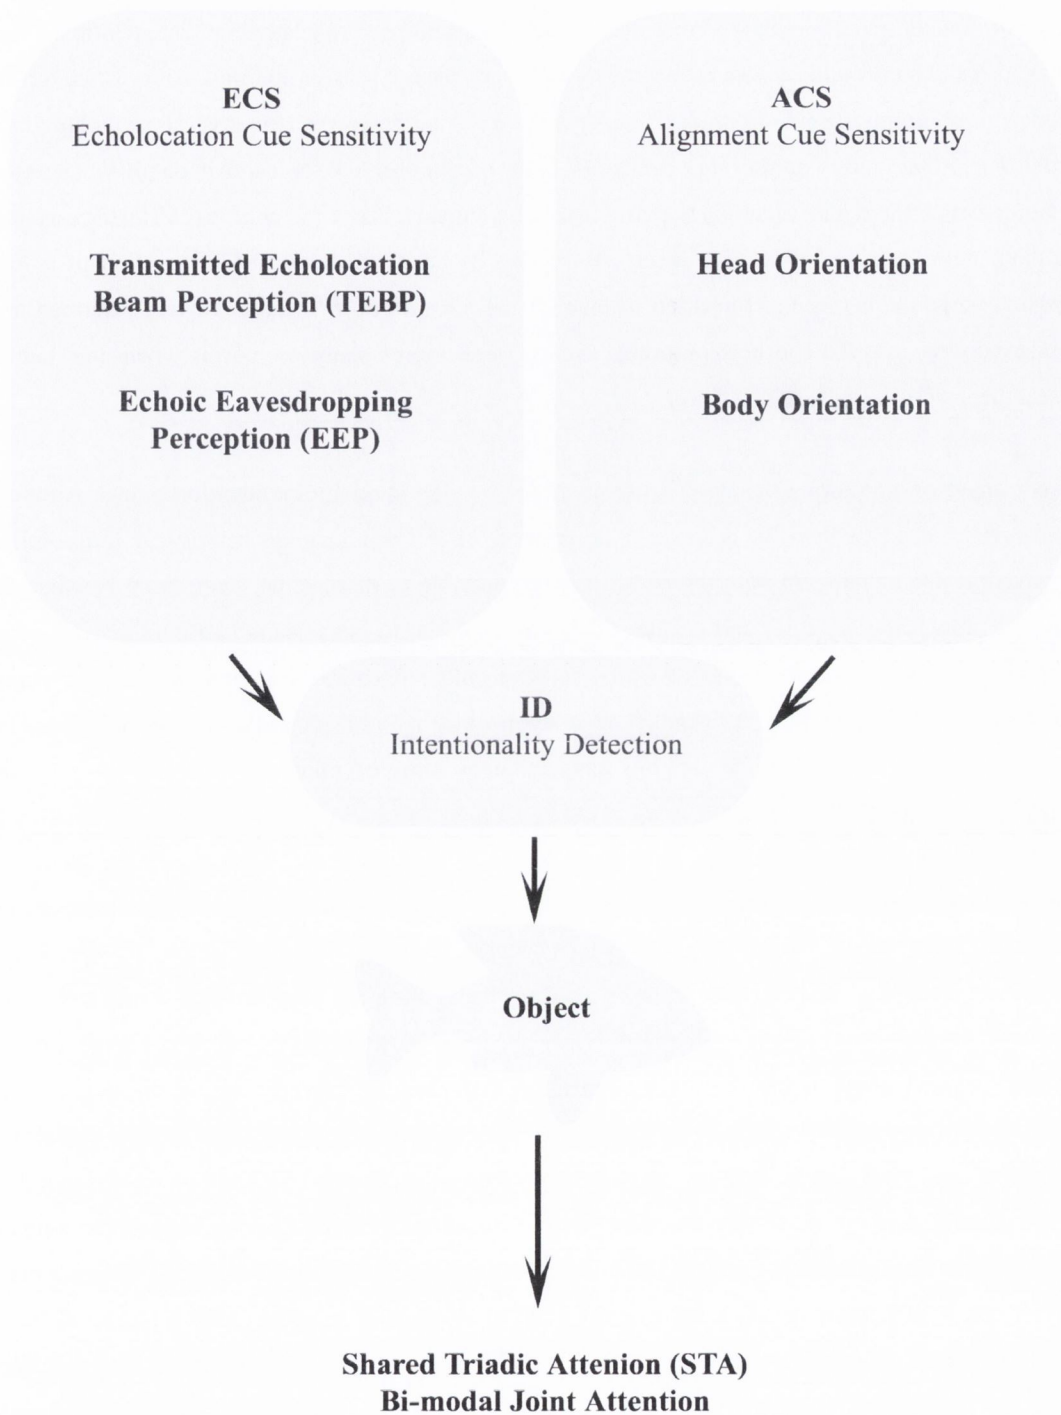 ECS
Echolocation Cue Sensitivity
Transmitted Echolocation
Beam Perception (TEBP)
Echoic Eavesdropping
Perception (EEP)
ACS
Alignment Cue Sensitivity
Head Orientation
Body Orientation
ID
Intentionality Detection
Object
Shared Triadic Attenion (STA)
Bi-modal Joint Attention